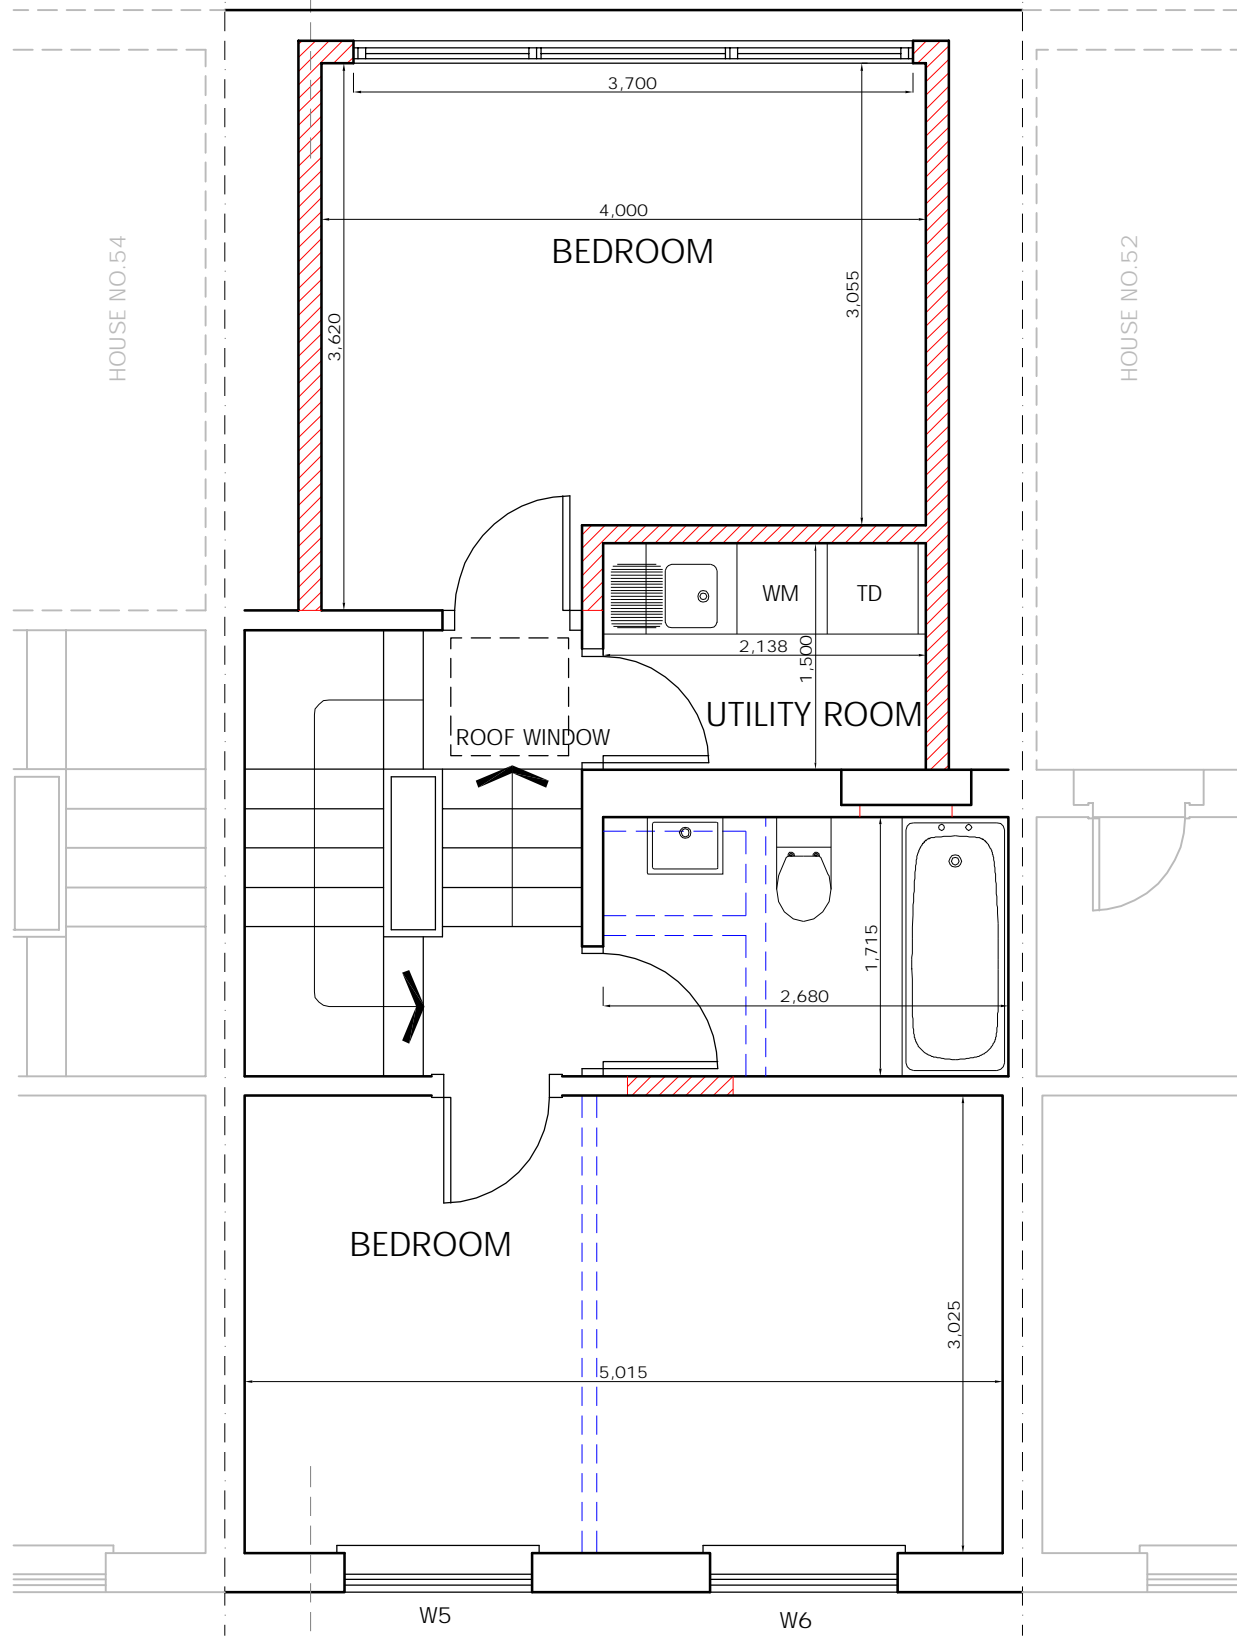 3,700
4,000
BEDROOM
HOUSE NO.54
HOUSE NO.52
3,055
3,620
WM
TD
2,138
1,500
UTILITY ROOM
ROOF WINDOW
1,715
2,680
BEDROOM
3,025
5,015
W5
W6